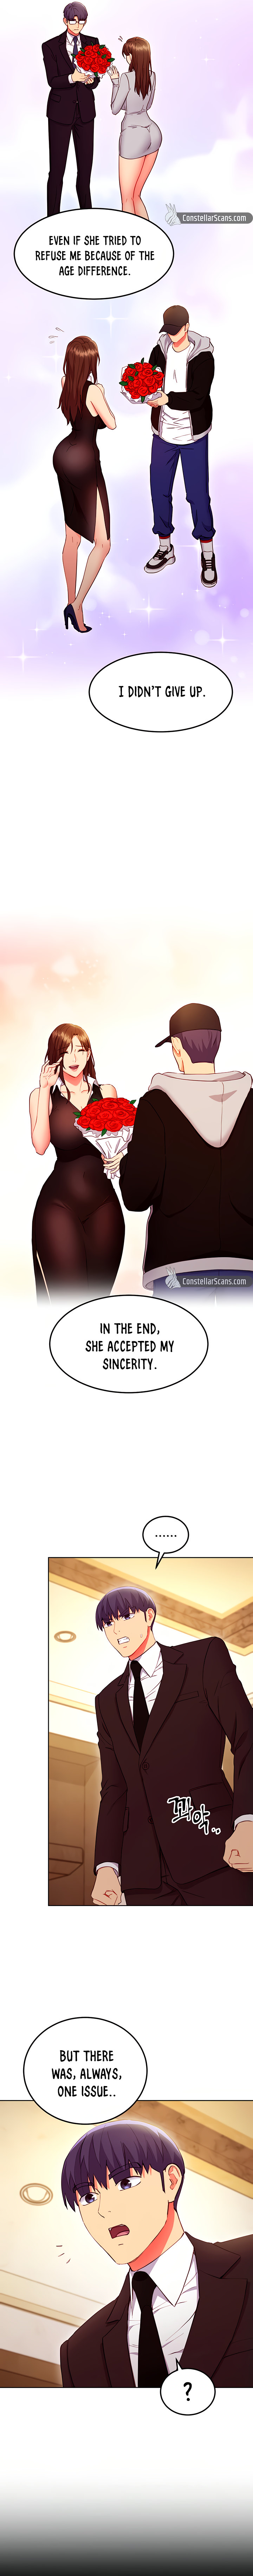 ConstellarScans.com
EVEN IF SHE TRIED TO
REFUSE ME BECAUSE OF THE
AGE DIFFERENCE.
I DIDN'T GIVE UP.
ConstellarScans.com
IN THE END,
SHE ACCEPTED MY
SINCERITY.
......
꽈악..
BUT THERE
WAS, ALWAYS,
ONE ISSUE..
?